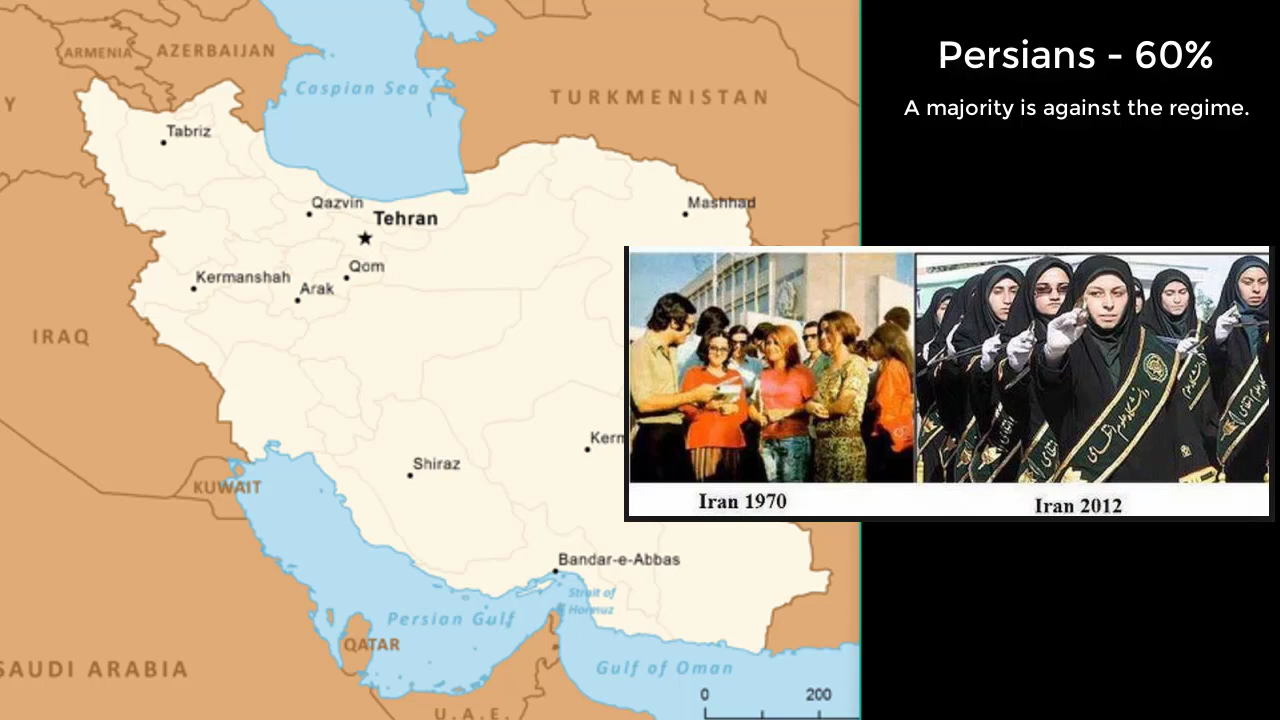 Persians - 60%
A majority is against the regime.
ARMENIA
AZERBAIJAN
Caspian Sea
TURKMENISTAN
Y
Tabriz
Qazvin
Tehran
Mashhad
Qom
Kermanshah
Arak
IRAQ
Kerm
Shiraz
KUWAIT
Iran 1970
Iran 2012
Bandar-e-Abbas
Strait of
Hormuz
Persian Gulf
QATAR
Gulf of Oman
SAUDI ARABIA
0 200
U.A.E.